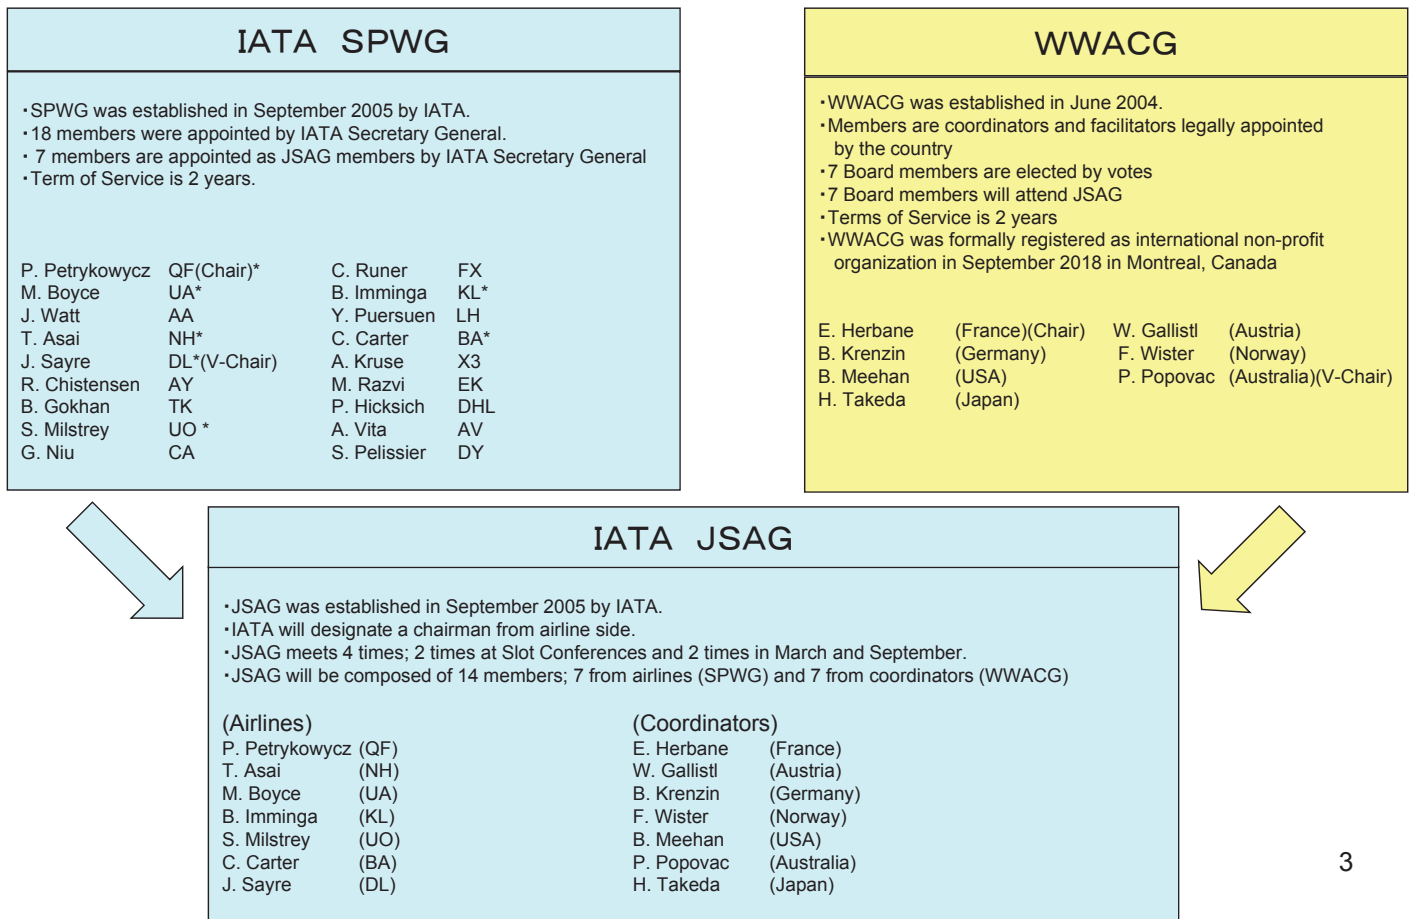 IATA SPWG
・SPWG was established in September 2005 by IATA.
・18 members were appointed by IATA Secretary General.
・ 7 members are appointed as JSAG members by IATA Secretary General
・Term of Service is 2 years.
P. Petrykowycz QF(Chair)* C. Runer FX
M. Boyce UA* B. Imminga KL*
J. Watt AA Y. Puersuen LH
T. Asai NH* C. Carter BA*
J. Sayre DL*(V-Chair) A. Kruse X3
R. Chistensen AY M. Razvi EK
B. Gokhan TK P. Hicksich DHL
S. Milstrey UO * A. Vita AV
G. Niu CA S. Pelissier DY
WWACG
・WWACG was established in June 2004.
・Members are coordinators and facilitators legally appointed
by the country
・7 Board members are elected by votes
・7 Board members will attend JSAG
・Terms of Service is 2 years
・WWACG was formally registered as international non-profit
organization in September 2018 in Montreal, Canada
E. Herbane (France)(Chair) W. Gallistl (Austria)
B. Krenzin (Germany) F. Wister (Norway)
B. Meehan (USA) P. Popovac (Australia)(V-Chair)
H. Takeda (Japan)
IATA JSAG
・JSAG was established in September 2005 by IATA.
・IATA will designate a chairman from airline side.
・JSAG meets 4 times; 2 times at Slot Conferences and 2 times in March and September.
・JSAG will be composed of 14 members; 7 from airlines (SPWG) and 7 from coordinators (WWACG)
(Airlines) (Coordinators)
P. Petrykowycz (QF) E. Herbane (France)
T. Asai (NH) W. Gallistl (Austria)
M. Boyce (UA) B. Krenzin (Germany)
B. Imminga (KL) F. Wister (Norway)
S. Milstrey (UO) B. Meehan (USA)
C. Carter (BA) P. Popovac (Australia)
J. Sayre (DL) H. Takeda (Japan)
3